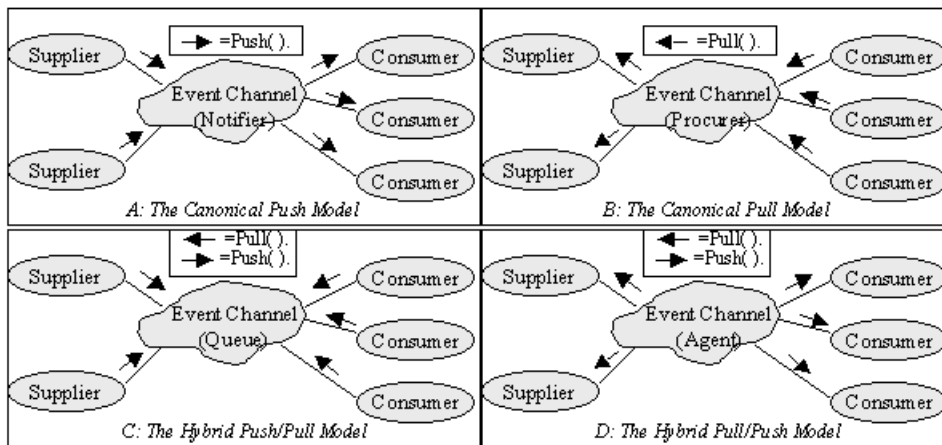 =Push( ).
Supplier
Consumer
Event Channel
(Notifier)
Consumer
Supplier
Consumer
A: The Canonical Push Model
=Pull( ).
Supplier
Consumer
Event Channel
(Procurer)
Consumer
Supplier
Consumer
B: The Canonical Pull Model
=Pull( ).
=Push( ).
Supplier
Consumer
Event Channel
(Queue)
Consumer
Supplier
Consumer
C: The Hybrid Push/Pull Model
=Pull( ).
=Push( ).
Supplier
Consumer
Event Channel
(Agent)
Consumer
Supplier
Consumer
D: The Hybrid Pull/Push Model